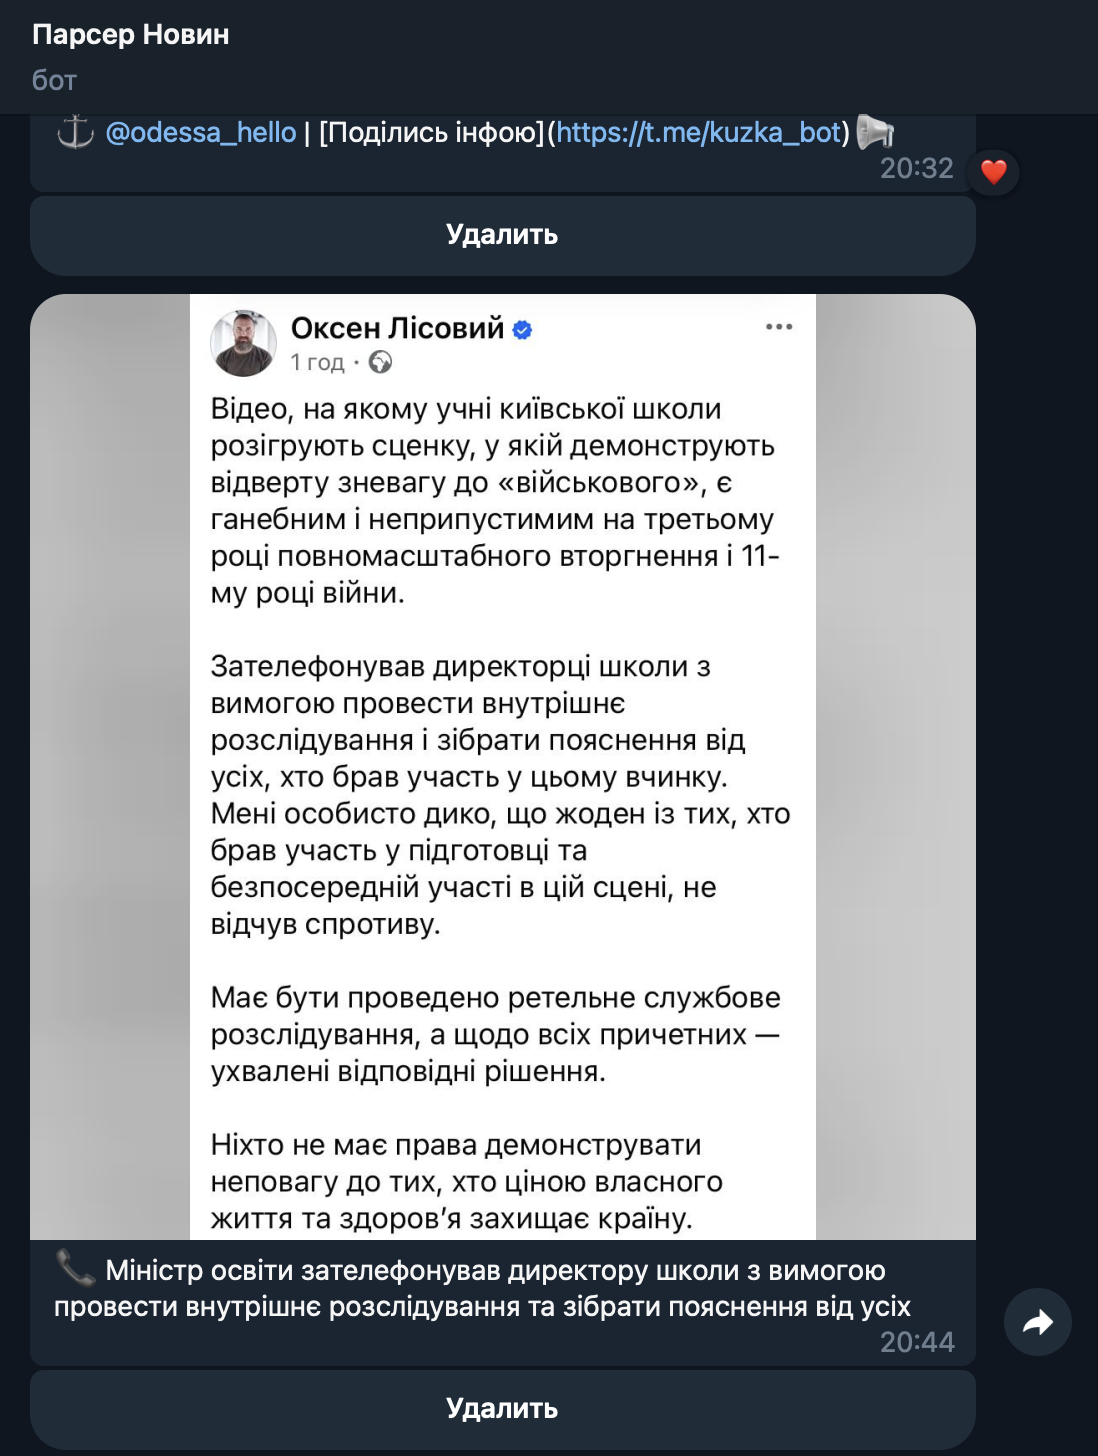 Парсер Новин
бот
@odessa_hello | [Поділись інфою](https://t.me/kuzka_bot)
20:32
Удалить
Оксен Лісовий
1 год ·
Відео, на якому учні київської школи
розігрують сценку, у якій демонструють
відверту зневагу до «військового», є
ганебним і неприпустимим на третьому
році повномасштабного вторгнення і 11-
му році війни.
Зателефонував директорці школи з
вимогою провести внутрішнє
розслідування і зібрати пояснення від
усіх, хто брав участь у цьому вчинку.
Мені особисто дико, що жоден із тих, хто
брав участь у підготовці та
безпосередній участі в цій сцені, не
відчув спротиву.
Має бути проведено ретельне службове
розслідування, а щодо всіх причетних —
ухвалені відповідні рішення.
Ніхто не має права демонструвати
неповагу до тих, хто ціною власного
життя та здоров’я захищає країну.
Міністр освіти зателефонував директору школи з вимогою
провести внутрішнє розслідування та зібрати пояснення від усіх
20:44
Удалить